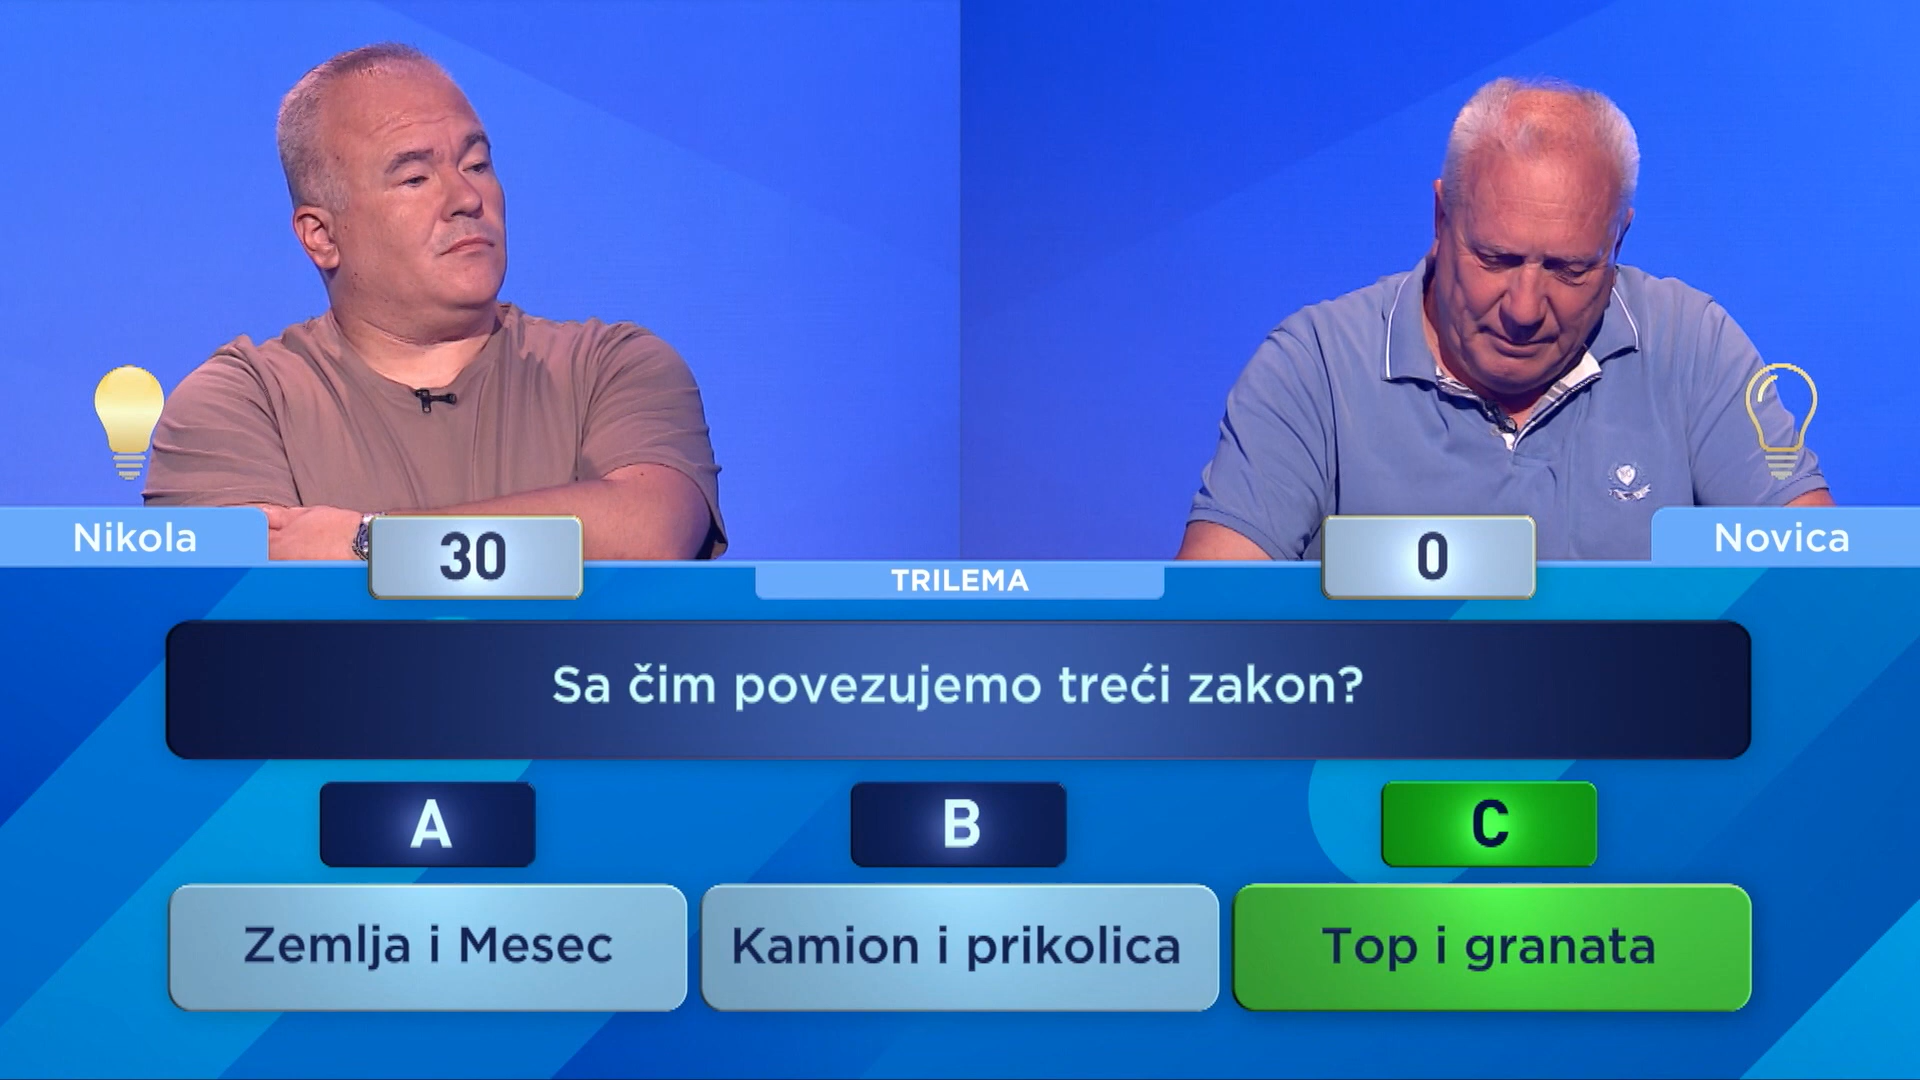 Nikola
30
TRILEMA
0
Novica
Sa čim povezujemo treći zakon?
A
B
C
Zemlja i Mesec
Kamion i prikolica
Top i granata